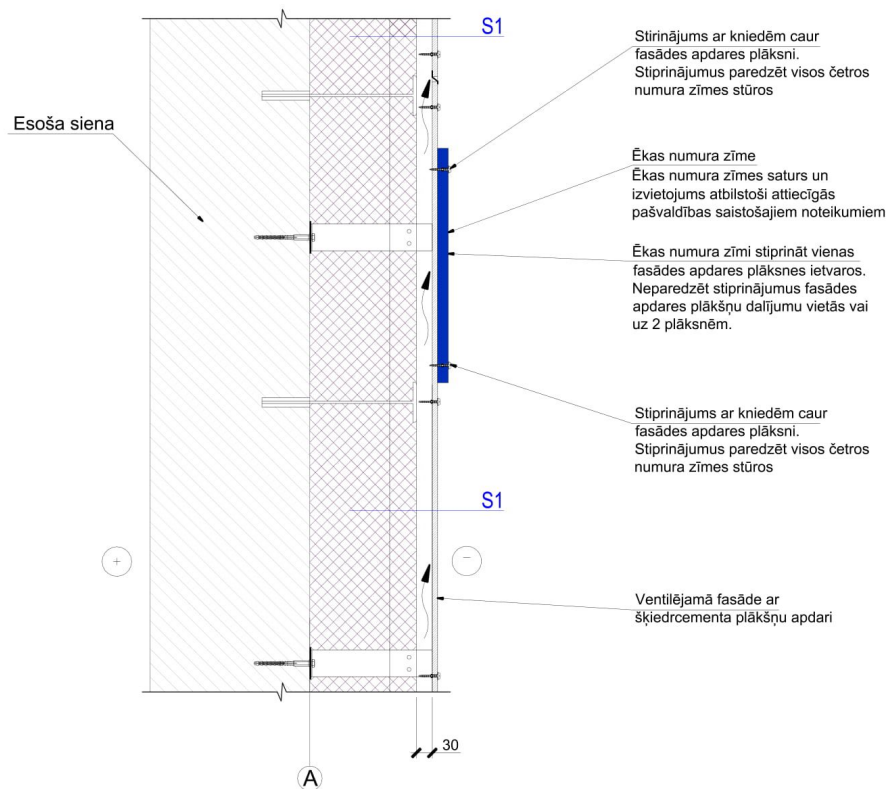 S1
Stirinājums ar kniedēm caur
fasādes apdares plāksni.
Stiprinājumus paredzēt visos četros
numura zīmes stūros
Esoša siena
Ēkas numura zīme
Ēkas numura zīmes saturs un
izvietojums atbilstoši attiecīgās
pašvaldības saistošajiem noteikumiem
Ēkas numura zīmi stiprināt vienas
fasādes apdares plāksnes ietvaros.
Neparedzēt stiprinājumus fasādes
apdares plākšņu dalījumu vietās vai
uz 2 plāksnēm.
Stiprinājums ar kniedēm caur
fasādes apdares plāksni.
Stiprinājumus paredzēt visos četros
numura zīmes stūros
S1
+
−
Ventilējamā fasāde ar
šķiedrcementa plākšņu apdari
30
A